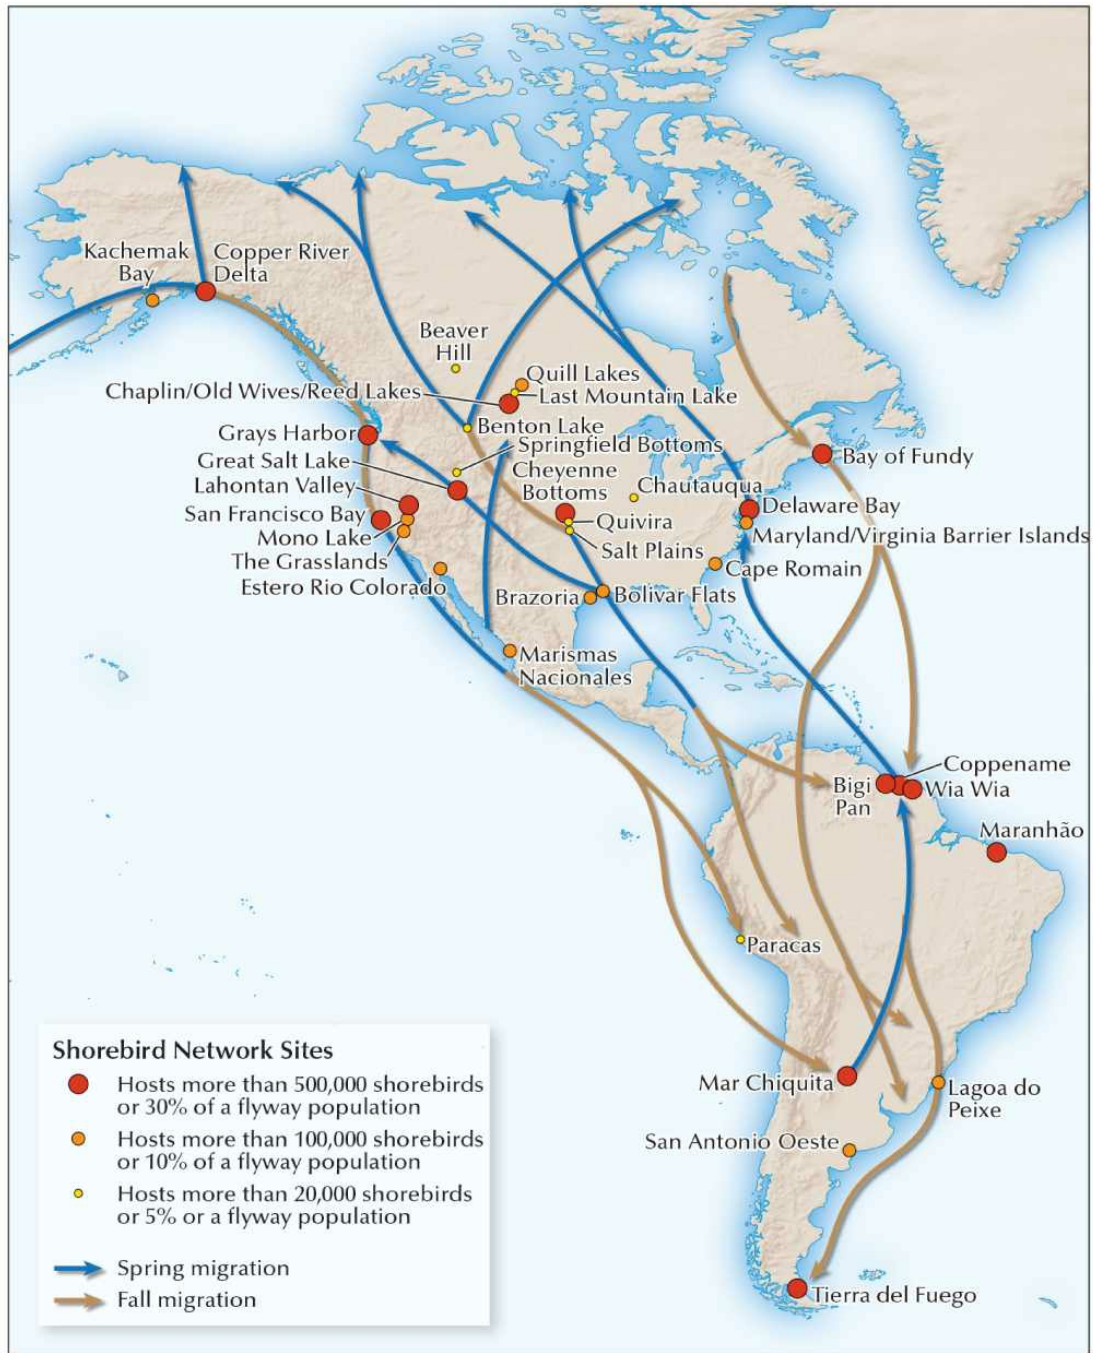 Kachemak
Bay
Copper River
Delta
Beaver
Hill
Quill Lakes
Chaplin/Old Wives/Reed Lakes
Last Mountain Lake
Grays Harbor
Benton Lake
Springfield Bottoms
Great Salt Lake
Cheyenne
Bottoms
Bay of Fundy
Lahontan Valley
Chautauqua
San Francisco Bay
Delaware Bay
Mono Lake
Quivira
Maryland/Virginia Barrier Islands
The Grasslands
Salt Plains
Estero Rio Colorado
Cape Romain
Brazoria
Bolivar Flats
Marismas
Nacionales
Coppename
Bigi
Pan
Wia Wia
Maranhão
Paracas
Mar Chiquita
Lagoa do
Peixe
San Antonio Oeste
Tierra del Fuego
Shorebird Network Sites
Hosts more than 500,000 shorebirds
or 30% of a flyway population
Hosts more than 100,000 shorebirds
or 10% of a flyway population
Hosts more than 20,000 shorebirds
or 5% or a flyway population
Spring migration
Fall migration